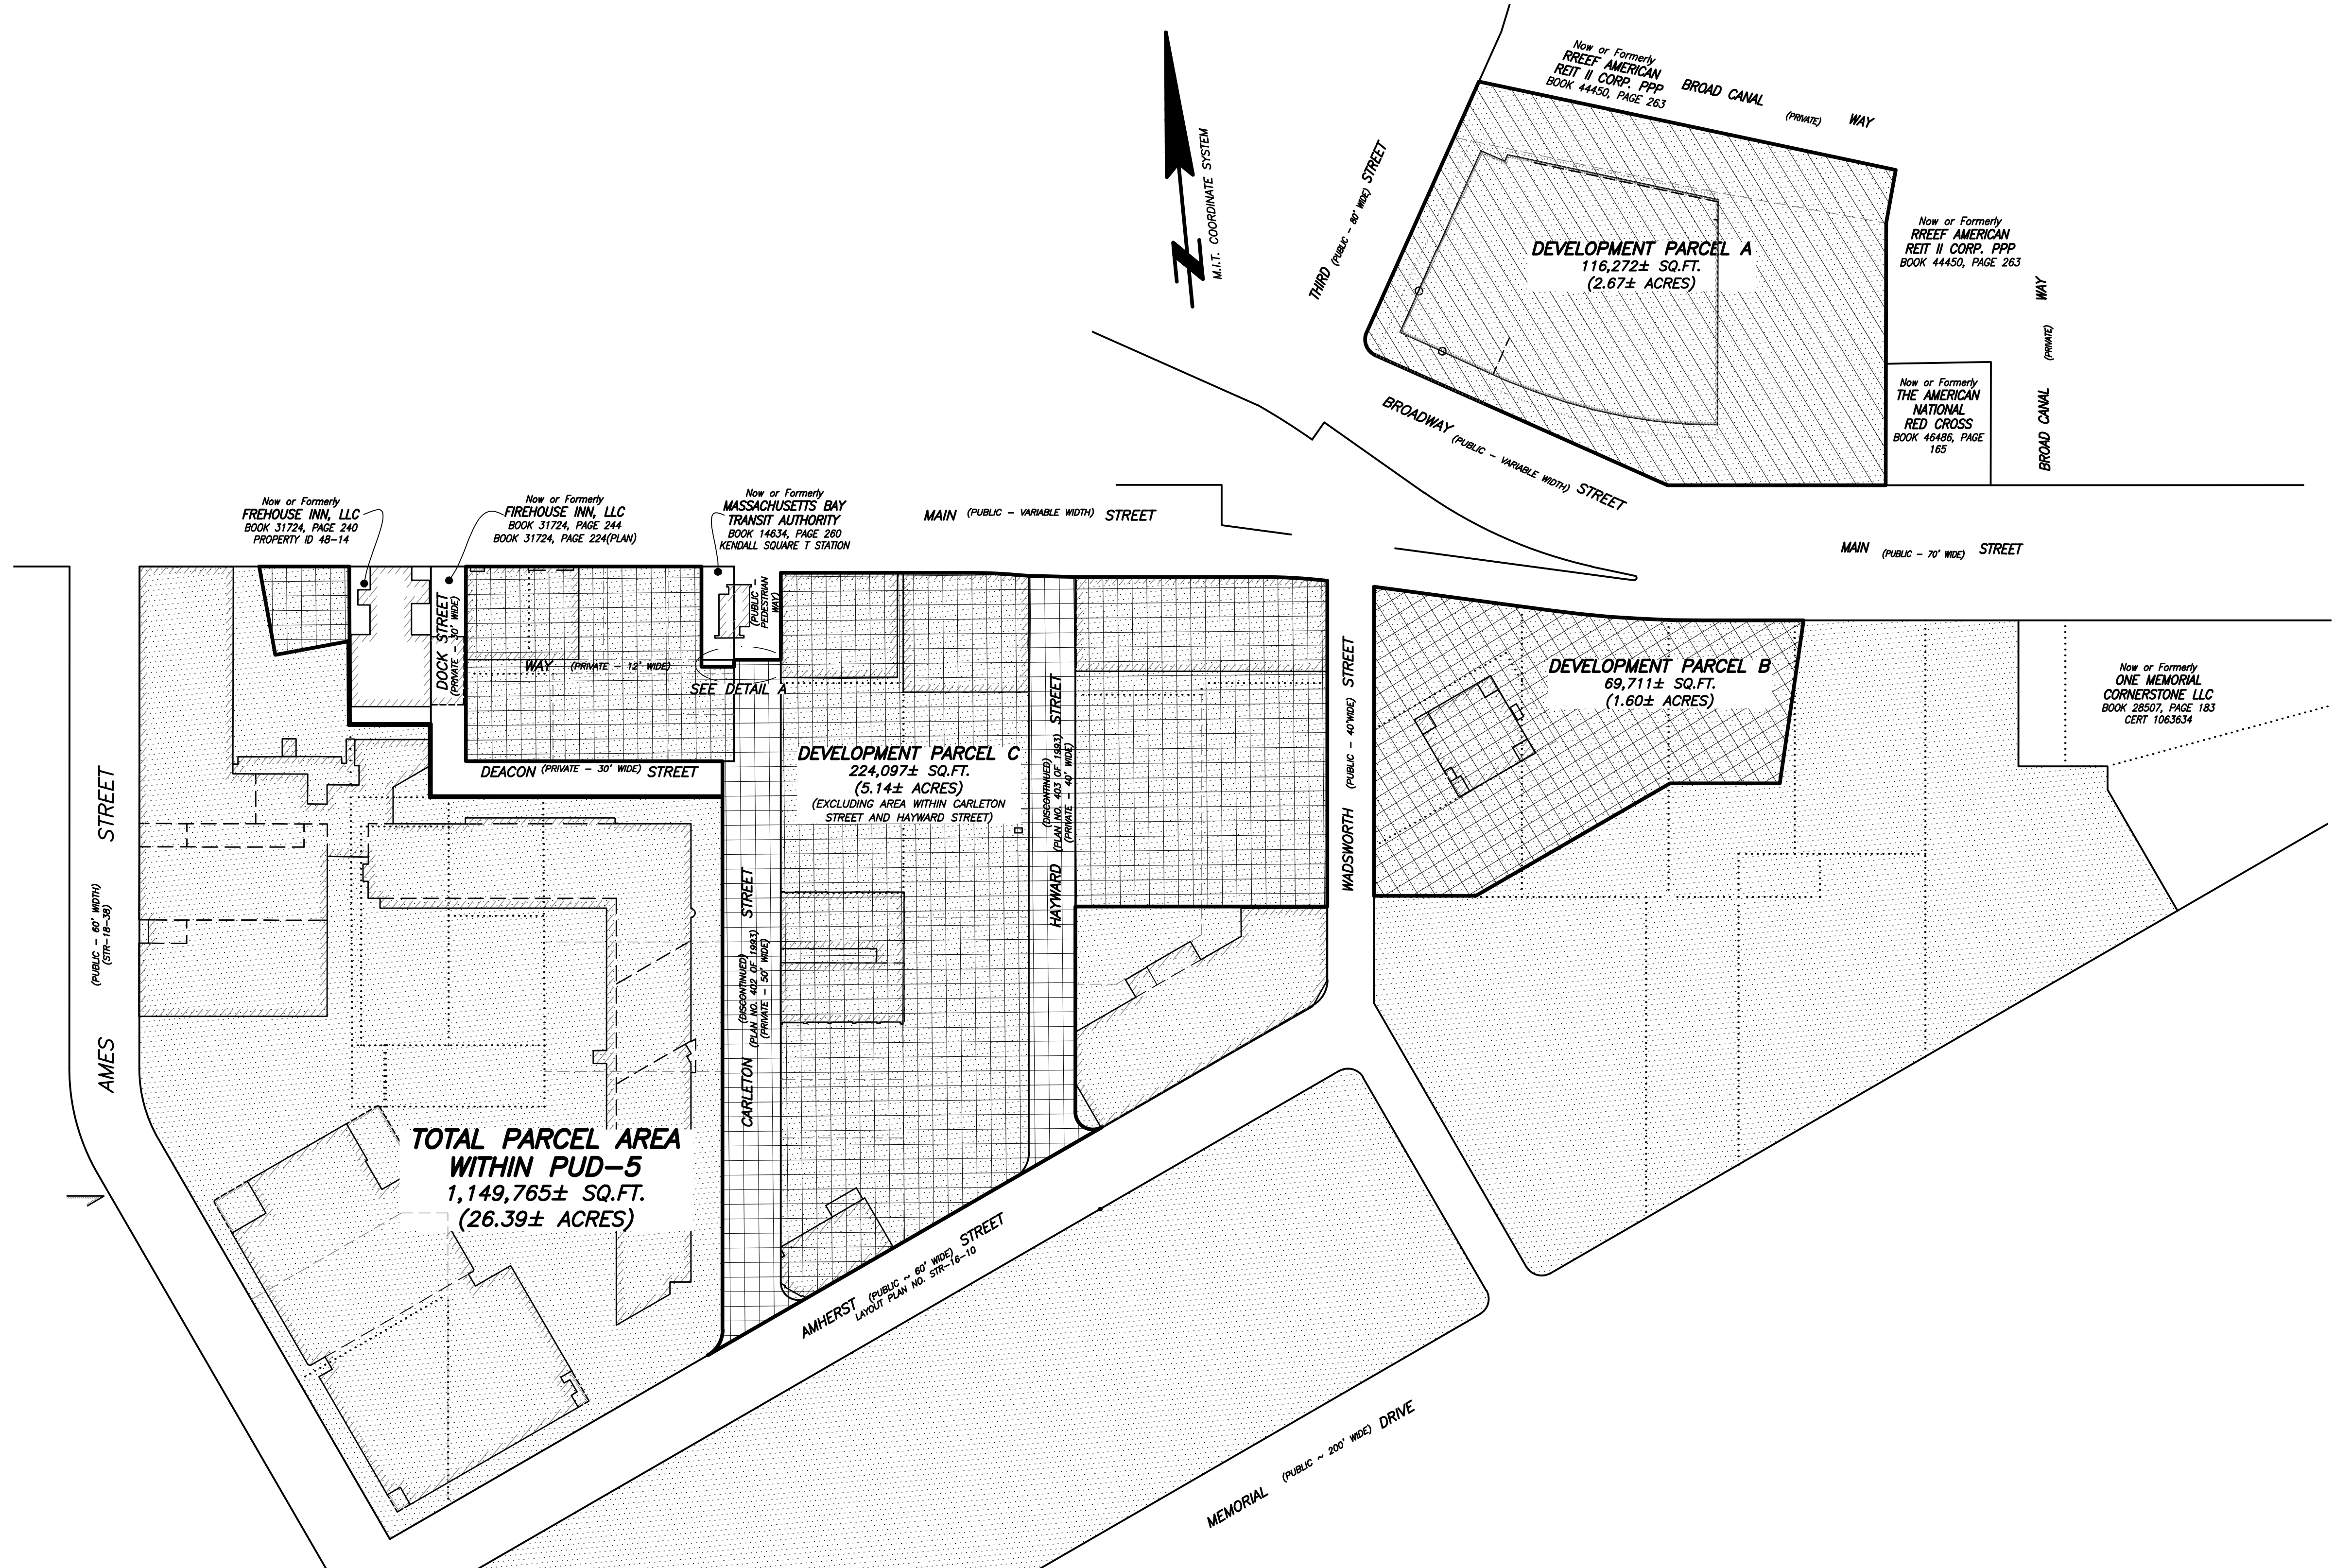 Now or Formerly
RREEF AMERICAN
REIT II CORP. PPP
BOOK 44450, PAGE 263
BROAD CANAL (PRIVATE) WAY
M.I.T. COORDINATE SYSTEM
THIRD (PUBLIC - 80' WIDE) STREET
DEVELOPMENT PARCEL A
116,272± SQ.FT.
(2.67± ACRES)
Now or Formerly
RREEF AMERICAN
REIT II CORP. PPP
BOOK 44450, PAGE 263
BROAD CANAL (PRIVATE) WAY
Now or Formerly
THE AMERICAN
NATIONAL
RED CROSS
BOOK 46486, PAGE
165
BROADWAY (PUBLIC - VARIABLE WIDTH) STREET
Now or Formerly
FREHOUSE INN, LLC
BOOK 31724, PAGE 240
PROPERTY ID 48-14
Now or Formerly
FIREHOUSE INN, LLC
BOOK 31724, PAGE 244
BOOK 31724, PAGE 224(PLAN)
Now or Formerly
MASSACHUSETTS BAY
TRANSIT AUTHORITY
BOOK 14634, PAGE 260
KENDALL SQUARE T STATION
MAIN (PUBLIC - VARIABLE WIDTH) STREET
MAIN (PUBLIC - 70' WIDE) STREET
DOCK STREET
(PRIVATE - 30' WIDE)
(PUBLIC -
PEDESTRIAN
WAY)
WAY (PRIVATE - 12' WIDE)
SEE DETAIL A
DEACON (PRIVATE - 30' WIDE) STREET
DEVELOPMENT PARCEL C
224,097± SQ.FT.
(5.14± ACRES)
(EXCLUDING AREA WITHIN CARLETON
STREET AND HAYWARD STREET)
HAYWARD STREET
(DISCONTINUED)
(PLAN NO. 403 OF 1993)
(PRIVATE - 40' WIDE)
WADSWORTH (PUBLIC - 40'WIDE) STREET
DEVELOPMENT PARCEL B
69,711± SQ.FT.
(1.60± ACRES)
Now or Formerly
ONE MEMORIAL
CORNERSTONE LLC
BOOK 28507, PAGE 183
CERT 1063634
AMES STREET
(PUBLIC - 60' WIDTH)
(STR-18-38)
CARLETON STREET
(DISCONTINUED)
(PLAN NO. 402 OF 1993)
(PRIVATE - 50' WIDE)
TOTAL PARCEL AREA
WITHIN PUD-5
1,149,765± SQ.FT.
(26.39± ACRES)
AMHERST (PUBLIC ~ 60' WIDE) STREET
LAYOUT PLAN NO. STR-16-10
MEMORIAL (PUBLIC ~ 200' WIDE) DRIVE